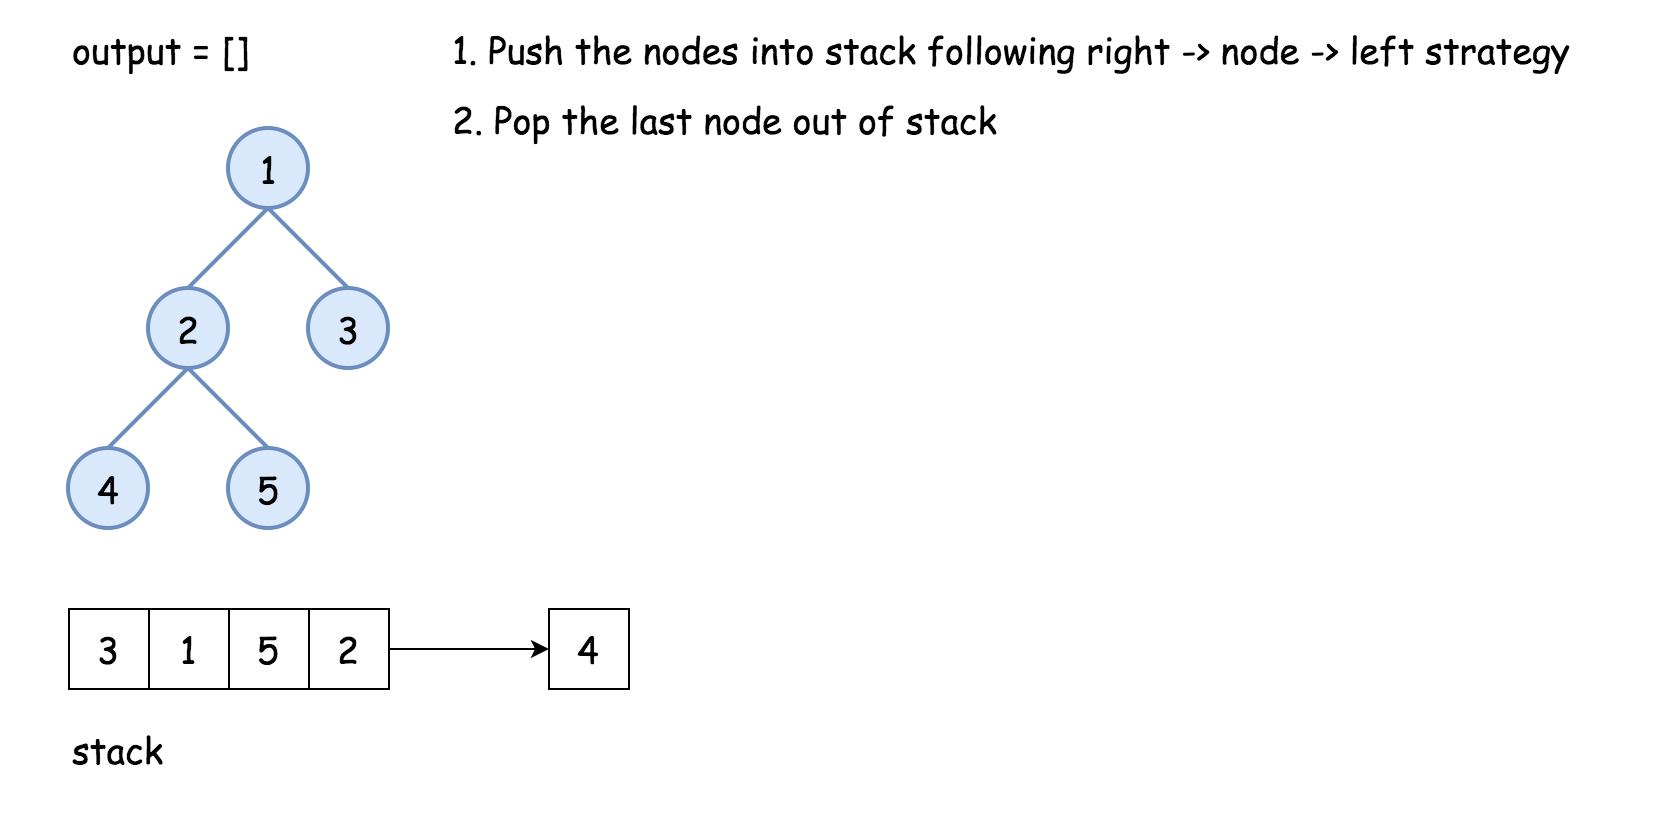 output = []
1. Push the nodes into stack following right -> node -> left strategy
2. Pop the last node out of stack
1
2 3
4 5
3 1 5 2 4
stack